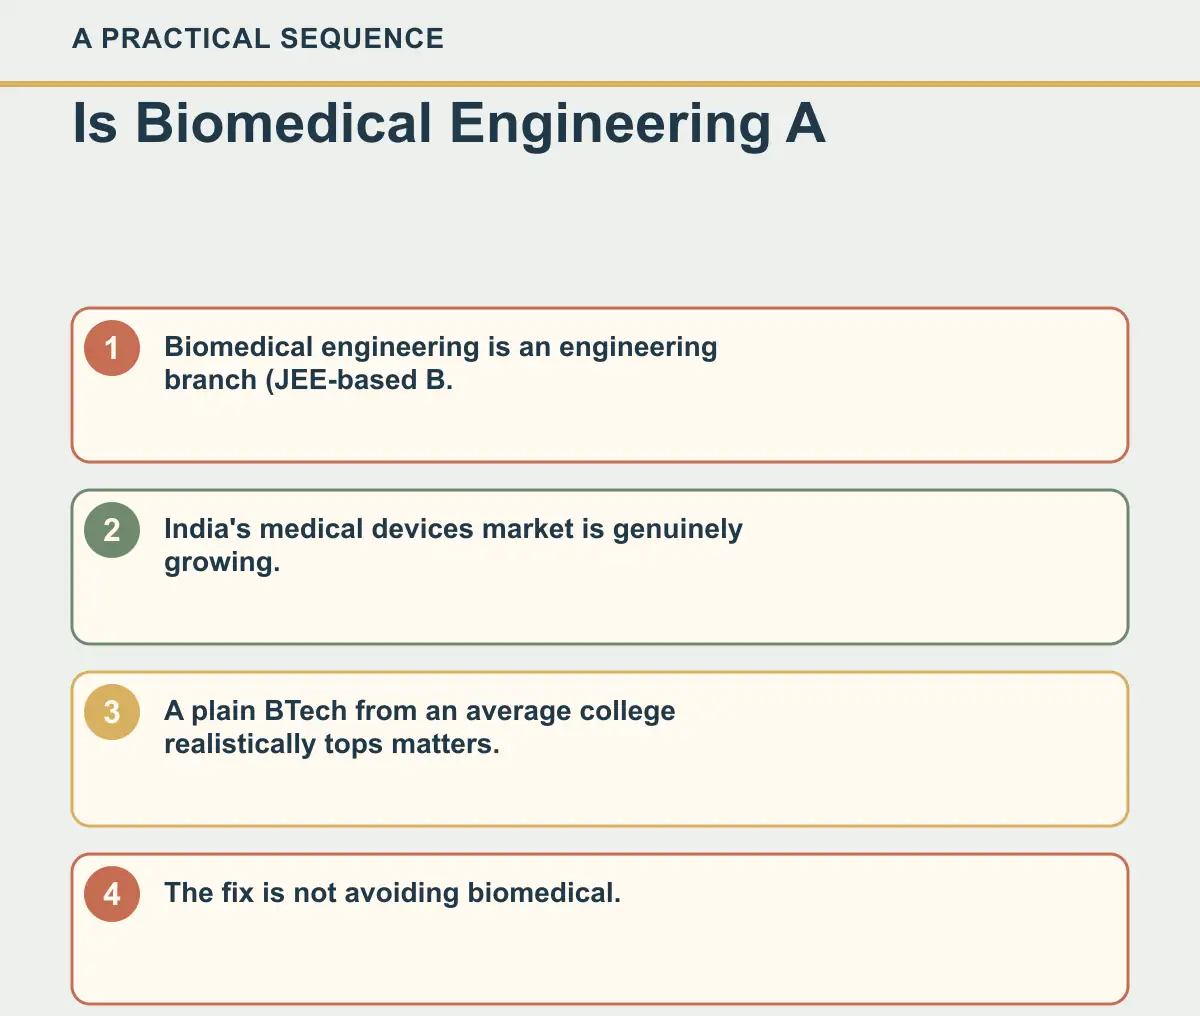 A PRACTICAL SEQUENCE
Is Biomedical Engineering A
1
Biomedical engineering is an engineering
branch (JEE-based B.
2
India's medical devices market is genuinely
growing.
3
A plain BTech from an average college
realistically tops matters.
4
The fix is not avoiding biomedical.